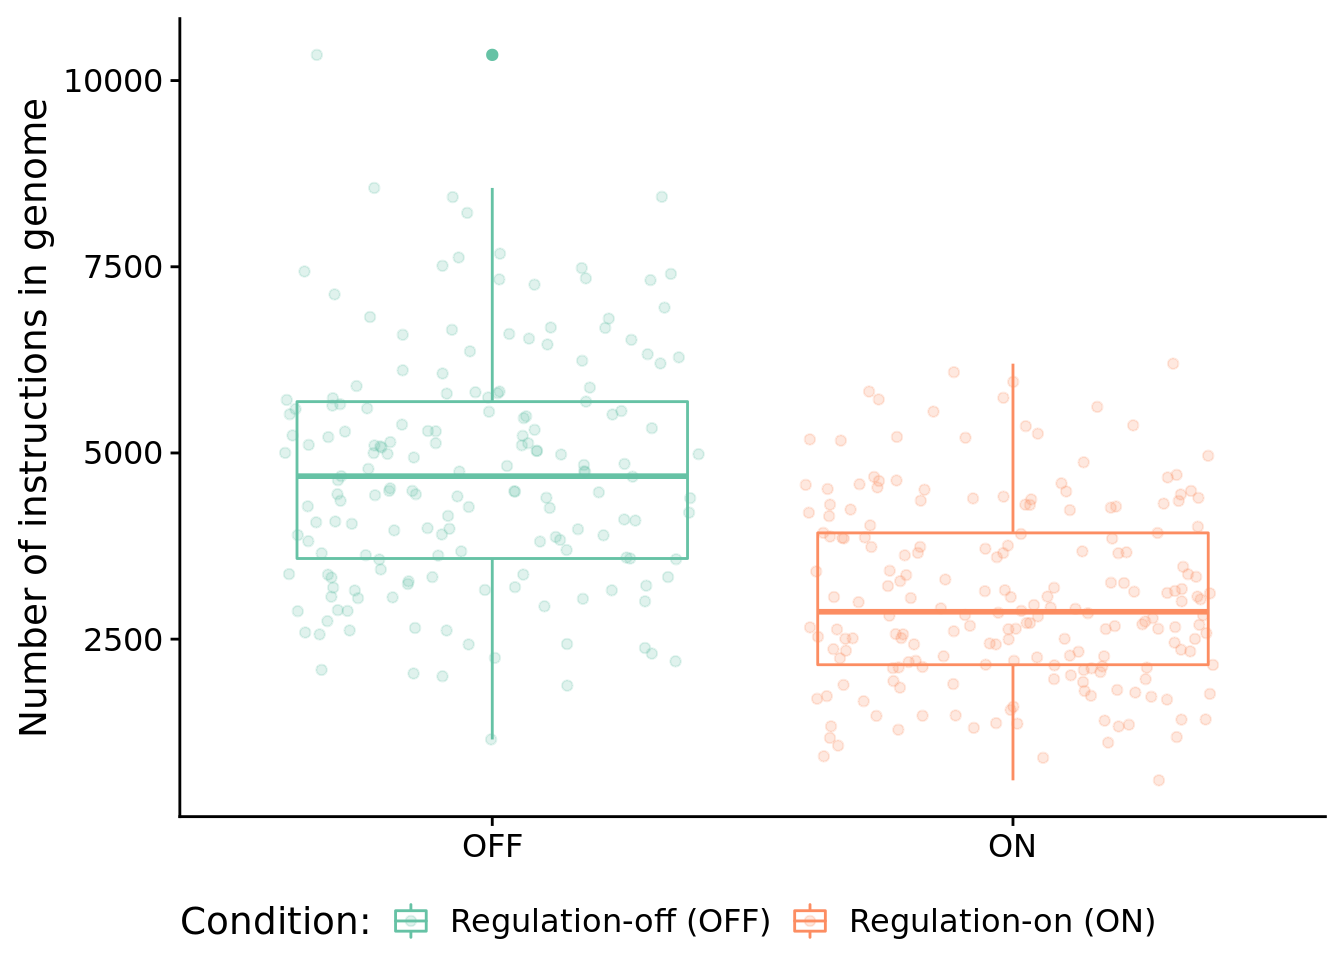 Number of instructions in genome
10000
7500
5000
2500
OFF
ON
Condition: Regulation-off (OFF) Regulation-on (ON)